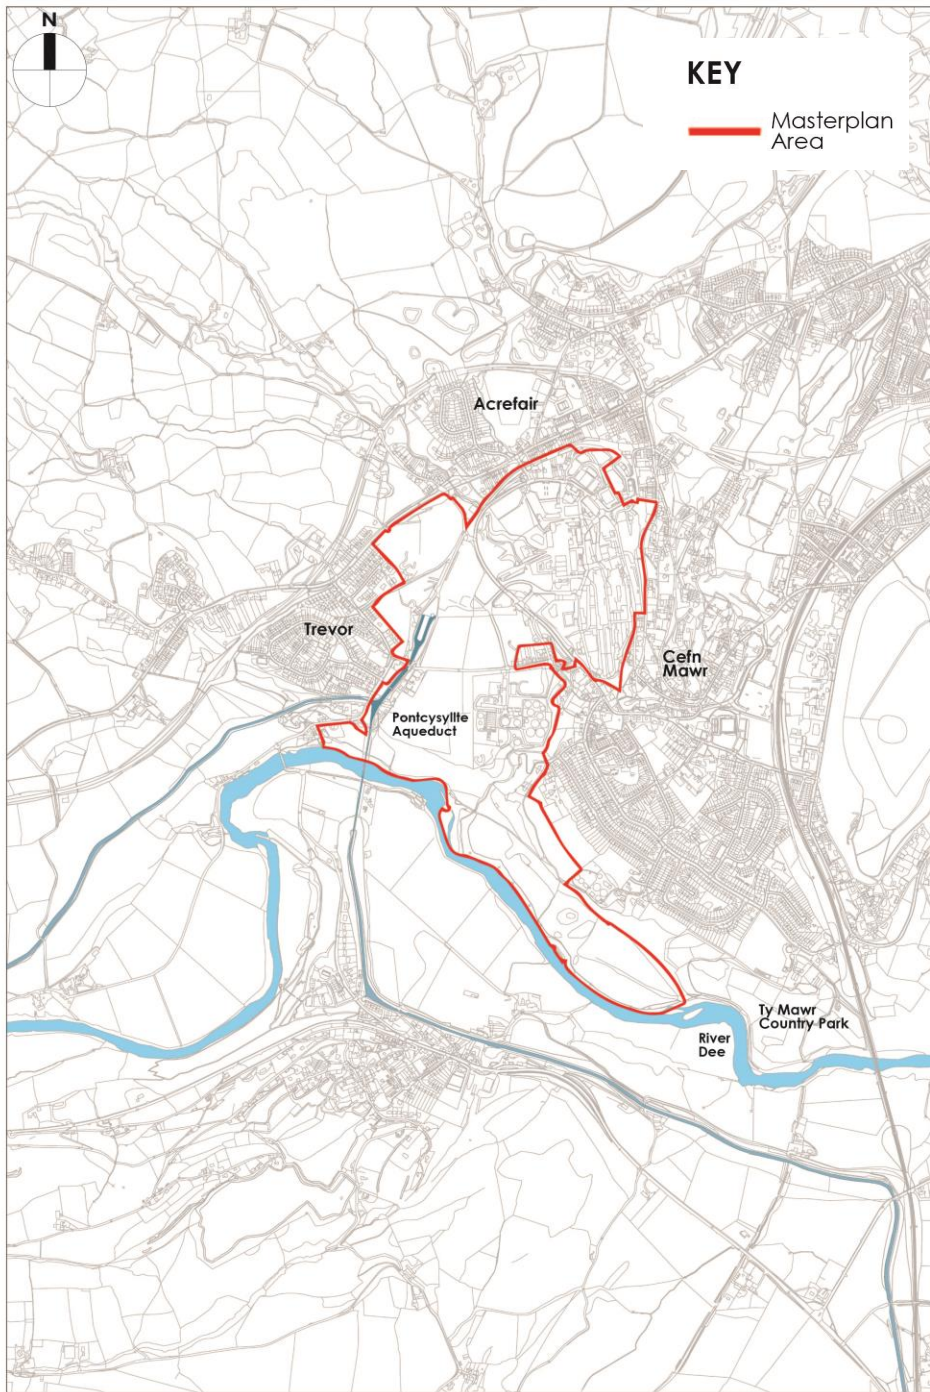 N
KEY
Masterplan
Area
Acrefair
Trevor
Cefn
Mawr
Pontcysyllte
Aqueduct
Ty Mawr
Country Park
River
Dee